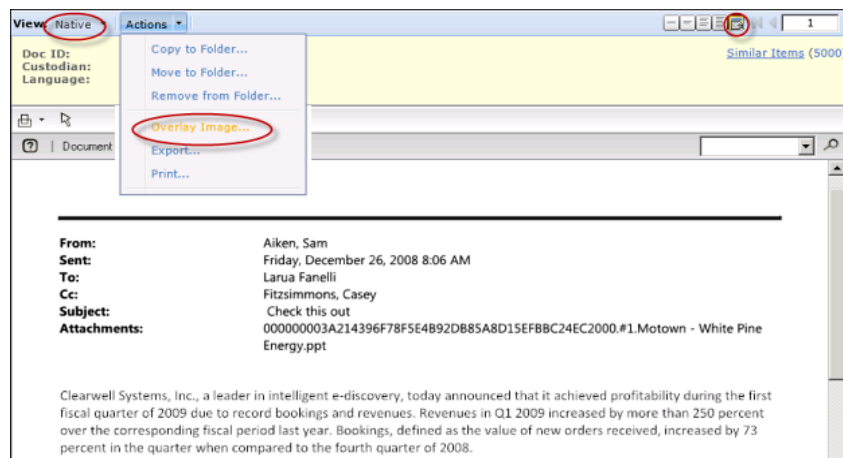 View: Native Actions 1
Doc ID:
Custodian:
Language:
Similar Items (5000)
Copy to Folder...
Move to Folder...
Remove from Folder...
Overlay Image...
Export...
Print...
Document
From: Aiken, Sam
Sent: Friday, December 26, 2008 8:06 AM
To: Larua Fanelli
Cc: Fitzsimmons, Casey
Subject: Check this out
Attachments: 000000003A214396F78F5E4B92DB85A8D15EFBBC24EC2000.#1.Motown - White Pine
Energy.ppt
Clearwell Systems, Inc., a leader in intelligent e-discovery, today announced that it achieved profitability during the first
fiscal quarter of 2009 due to record bookings and revenues. Revenues in Q1 2009 increased by more than 250 percent
over the corresponding fiscal period last year. Bookings, defined as the value of new orders received, increased by 73
percent in the quarter when compared to the fourth quarter of 2008.